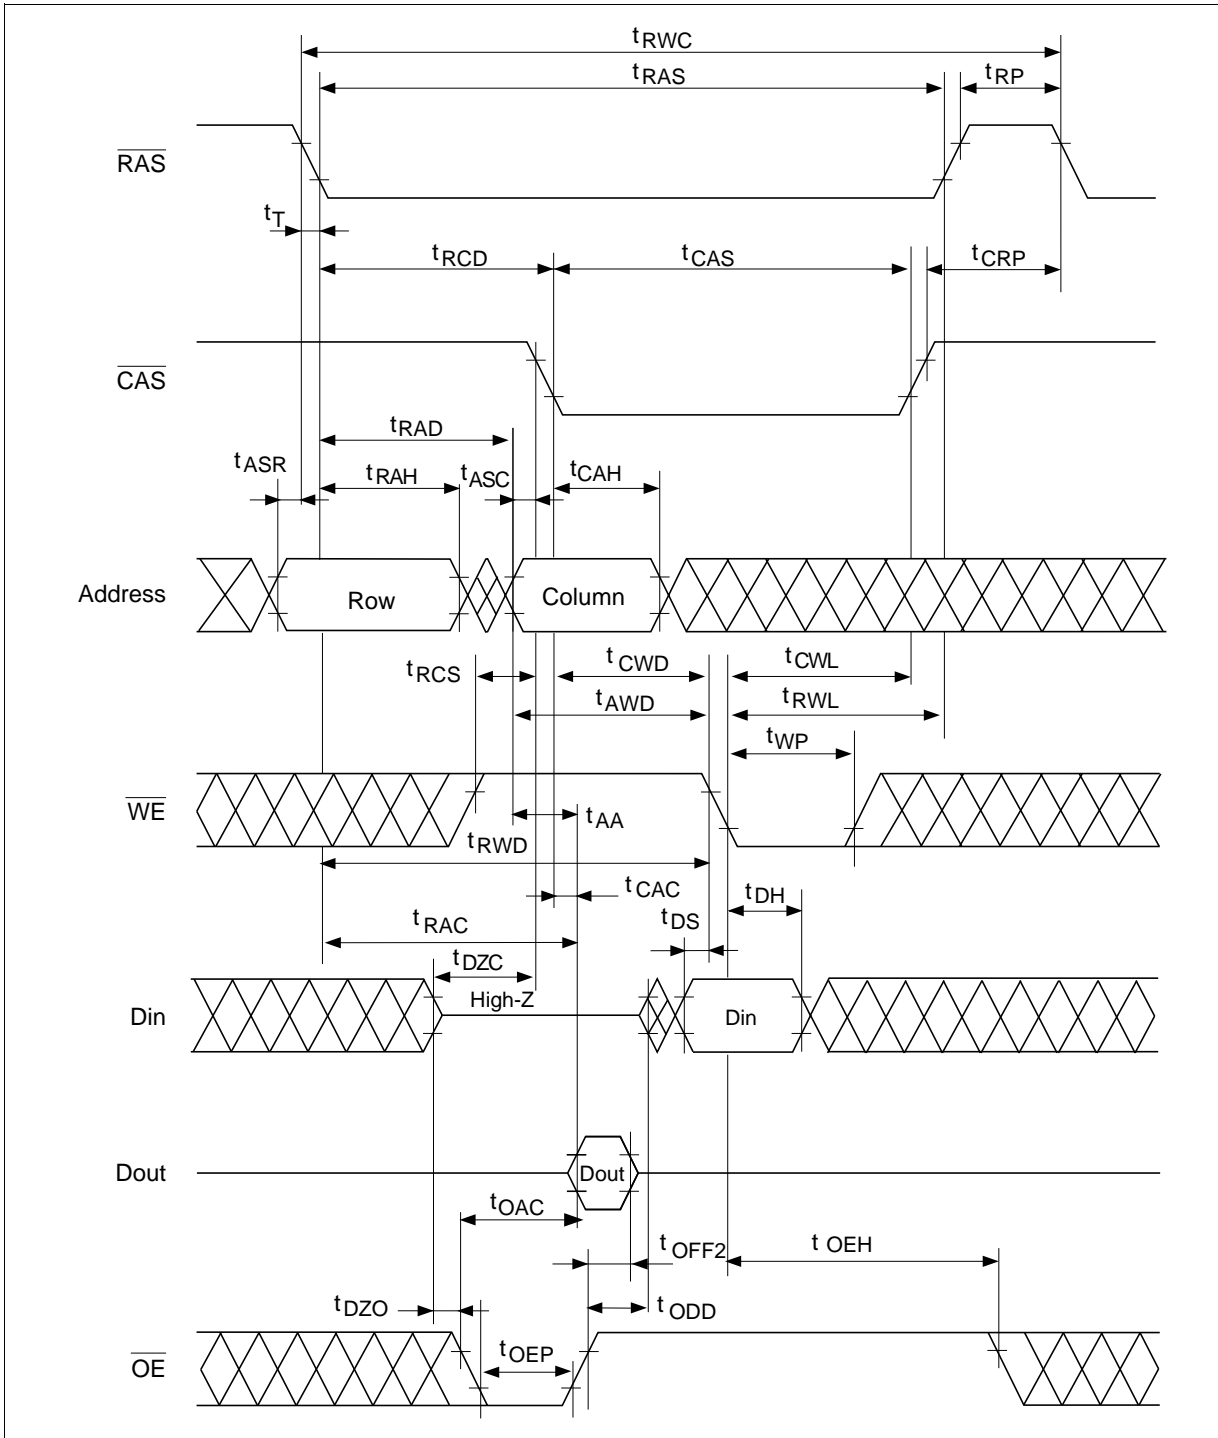 tRWC
tRAS
tRP
RAS
tT
tRCD
tCAS
tCRP
CAS
tRAD
tASR
tRAH
tASC
tCAH
Address
Row
Column
tRCS
tCWD
tCWL
tAWD
tRWL
tWP
WE
tAA
tRWD
tCAC
tDH
tRAC
tDS
tDZC
High-Z
Din
Din
Dout
Dout
tOAC
tOFF2
tOEH
tDZO
tODD
OE
tOEP